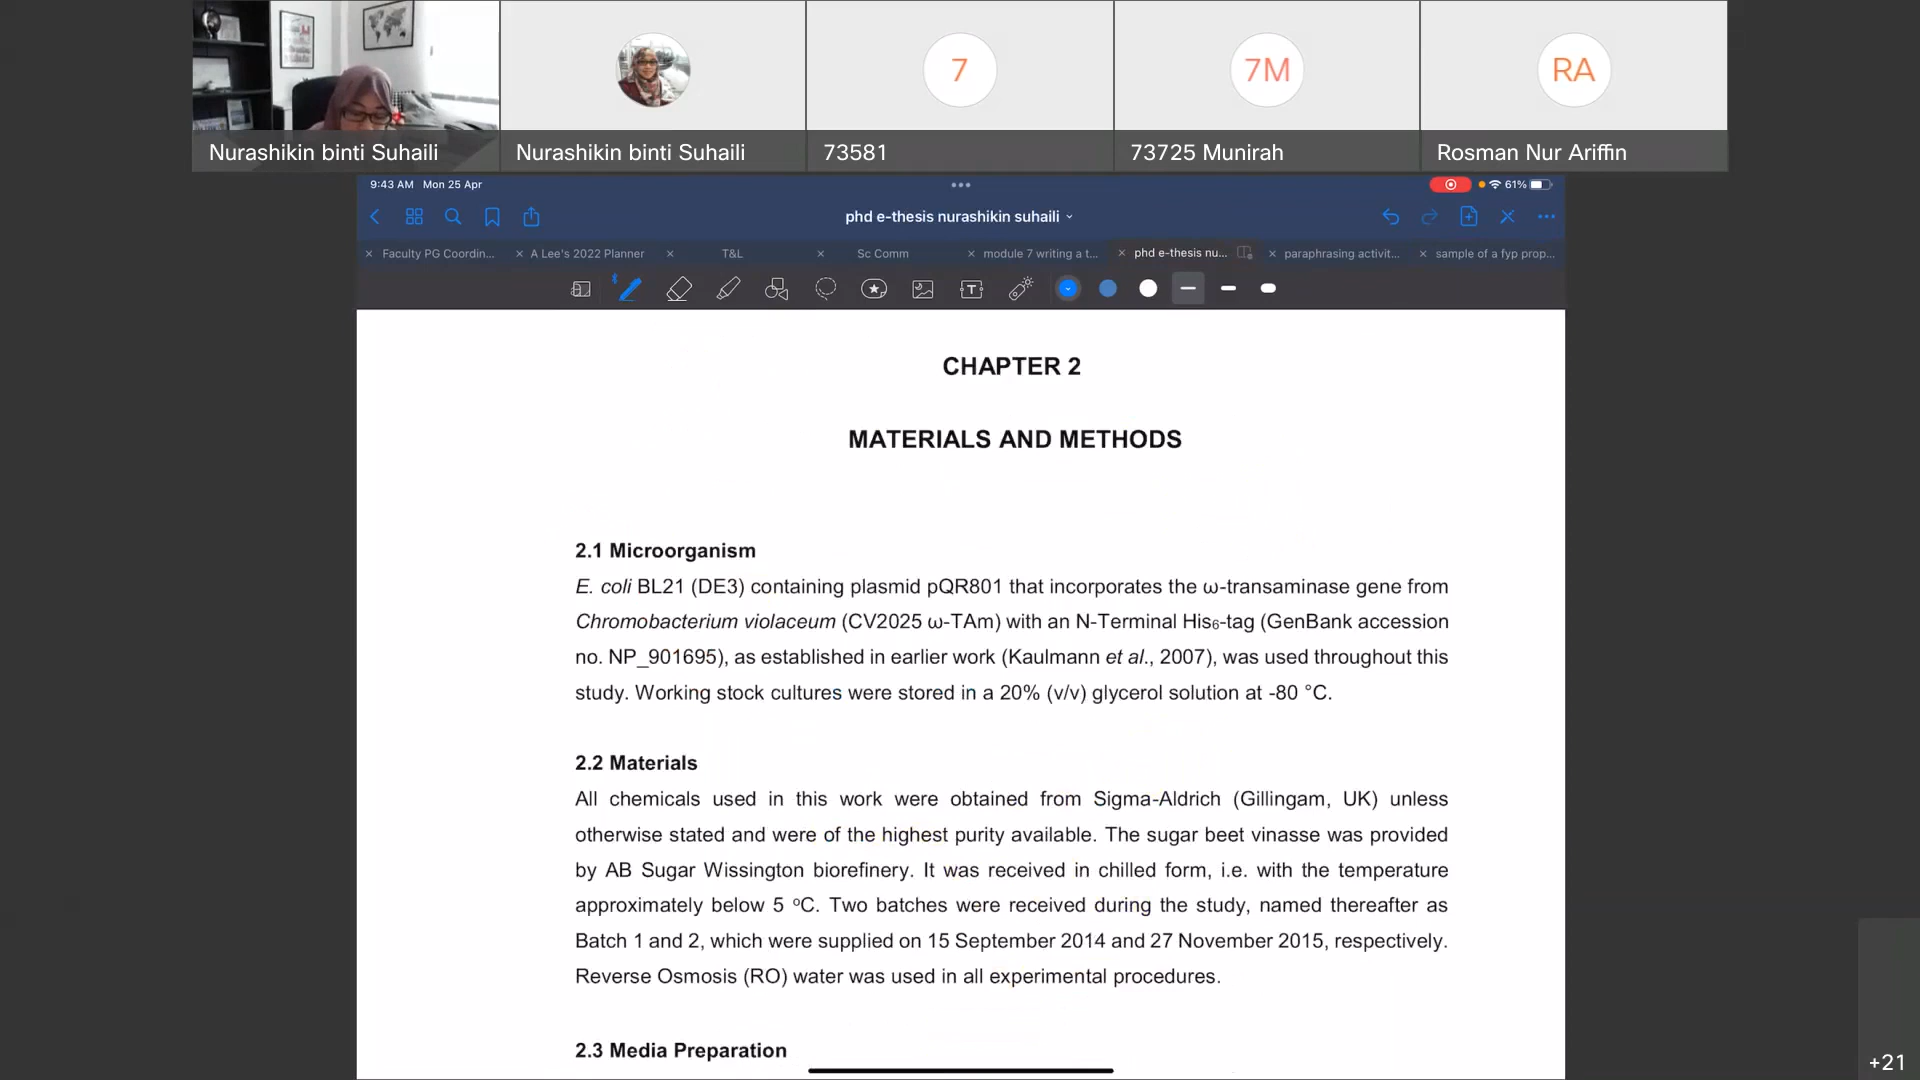 7
7M
RA
Nurashikin binti Suhaili
Nurashikin binti Suhaili
73581
73725 Munirah
Rosman Nur Ariffin
9:43 AM Mon 25 Apr
61%
phd e-thesis nurashikin suhaili
Faculty PG Coordin...
A Lee's 2022 Planner
T&L
Sc Comm
module 7 writing a t...
phd e-thesis nu...
paraphrasing activit...
sample of a fyp prop...
CHAPTER 2
MATERIALS AND METHODS
2.1 Microorganism
E. coli BL21 (DE3) containing plasmid pQR801 that incorporates the ω-transaminase gene from
Chromobacterium violaceum (CV2025 ω-TAm) with an N-Terminal His₆-tag (GenBank accession
no. NP_901695), as established in earlier work (Kaulmann et al., 2007), was used throughout this
study. Working stock cultures were stored in a 20% (v/v) glycerol solution at -80 °C.
2.2 Materials
All chemicals used in this work were obtained from Sigma-Aldrich (Gillingam, UK) unless
otherwise stated and were of the highest purity available. The sugar beet vinasse was provided
by AB Sugar Wissington biorefinery. It was received in chilled form, i.e. with the temperature
approximately below 5 ᵒC. Two batches were received during the study, named thereafter as
Batch 1 and 2, which were supplied on 15 September 2014 and 27 November 2015, respectively.
Reverse Osmosis (RO) water was used in all experimental procedures.
2.3 Media Preparation
+21